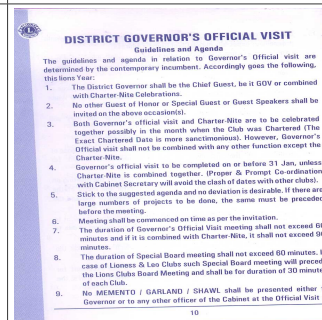 DISTRICT GOVERNOR'S OFFICIAL VISIT
Guidelines and Agenda
The guidelines and agenda in relation to Governor's Official visit are
determined by the contemporary incumbent. Accordingly goes the following,
this lions Year:
1. The District Governor shall be the Chief Guest, be it GOV or combined
with Charter-Nite Celebrations.
2. No other Guest of Honor or Special Guest or Guest Speakers shall be
invited on the above occasion(s).
3. Both Governor's official visit and Charter-Nite are to be celebrated
together possibly in the month when the Club was Chartered (The
Exact Chartered Date is more sanctimonious). However, Governor's
Official visit shall not be combined with any other function except the
Charter-Nite.
4. Governor's official visit to be completed on or before 31 Jan, unless
Charter-Nite is combine together. (Proper & Prompt Co-ordination
with Cabinet Secretary will avoid the clash of dates with other clubs).
5. Stick to the suggested agenda and no deviation is desirable. If there are
large numbers of projects to be done, the same must be preceded
before the meeting.
6. Meeting shall be commenced on time as per the invitation.
7. The duration of Governor's Official Visit meeting shall not exceed 60
minutes and if it is combined with Charter-Nite, it shall not exceed 90
minutes.
8. The duration of Special Board meeting shall not exceed 60 minutes.
case of Lioness & Leo Clubs such Special Board meeting will preced
the Lions Clubs Board Meeting and shall be for duration of 30 minute
of each Club.
9. No MEMENTO / GARLAND / SHAWL shall be presented either
Governor or to any other officer of the Cabinet at the Official Visit
10